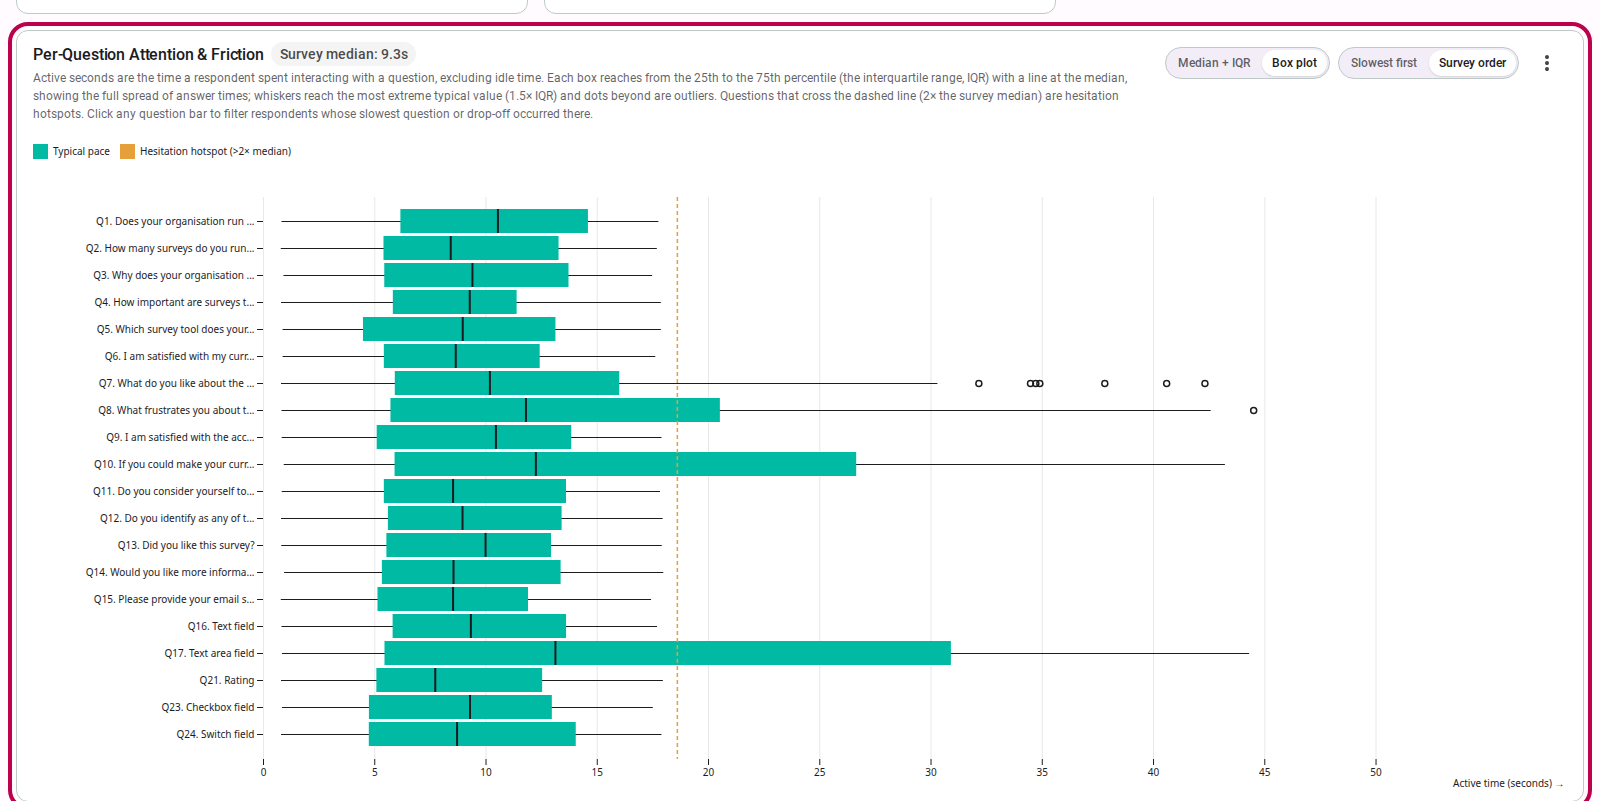 Per-Question Attention & Friction Survey median: 9.3s
Median + IQR Box plot Slowest first Survey order
Active seconds are the time a respondent spent interacting with a question, excluding idle time. Each box reaches from the 25th to the 75th percentile (the interquartile range, IQR) with a line at the median,
showing the full spread of answer times; whiskers reach the most extreme typical value (1.5× IQR) and dots beyond are outliers. Questions that cross the dashed line (2× the survey median) are hesitation
hotspots. Click any question bar to filter respondents whose slowest question or drop-off occurred there.
Typical pace Hesitation hotspot (>2× median)
Q1. Does your organisation run ...
Q2. How many surveys do you run...
Q3. Why does your organisation ...
Q4. How important are surveys t...
Q5. Which survey tool does your...
Q6. I am satisfied with my curr...
Q7. What do you like about the ...
Q8. What frustrates you about t...
Q9. I am satisfied with the acc...
Q10. If you could make your curr...
Q11. Do you consider yourself to...
Q12. Do you identify as any of t...
Q13. Did you like this survey?
Q14. Would you like more informa...
Q15. Please provide your email s...
Q16. Text field
Q17. Text area field
Q21. Rating
Q23. Checkbox field
Q24. Switch field
0 5 10 15 20 25 30 35 40 45 50
Active time (seconds) →